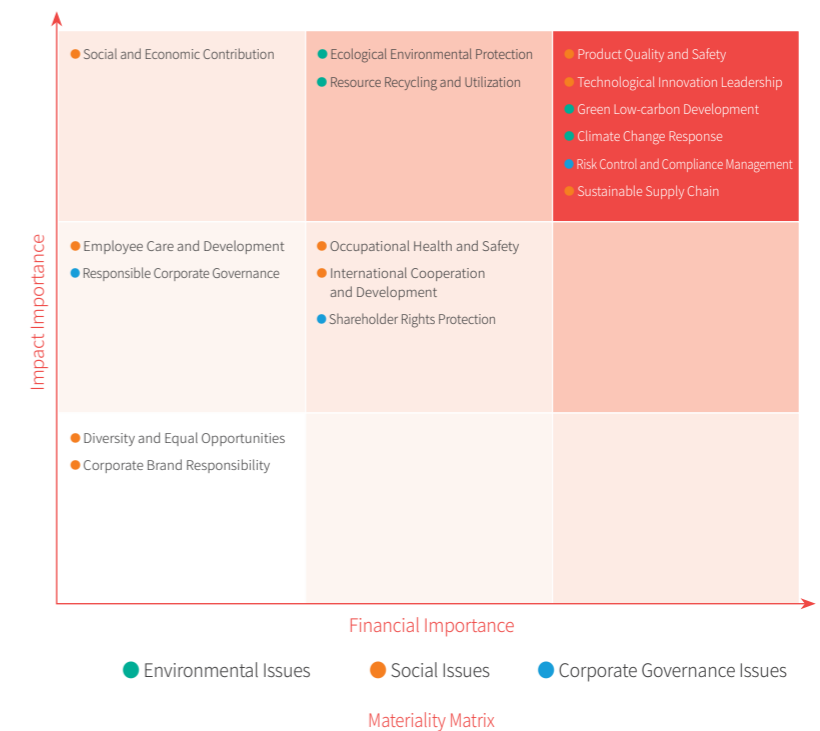 Impact Importance
Social and Economic Contribution
Ecological Environmental Protection
Resource Recycling and Utilization
Product Quality and Safety
Technological Innovation Leadership
Green Low-carbon Development
Climate Change Response
Risk Control and Compliance Management
Sustainable Supply Chain
Employee Care and Development
Responsible Corporate Governance
Occupational Health and Safety
International Cooperation
and Development
Shareholder Rights Protection
Diversity and Equal Opportunities
Corporate Brand Responsibility
Financial Importance
Environmental Issues
Social Issues
Corporate Governance Issues
Materiality Matrix